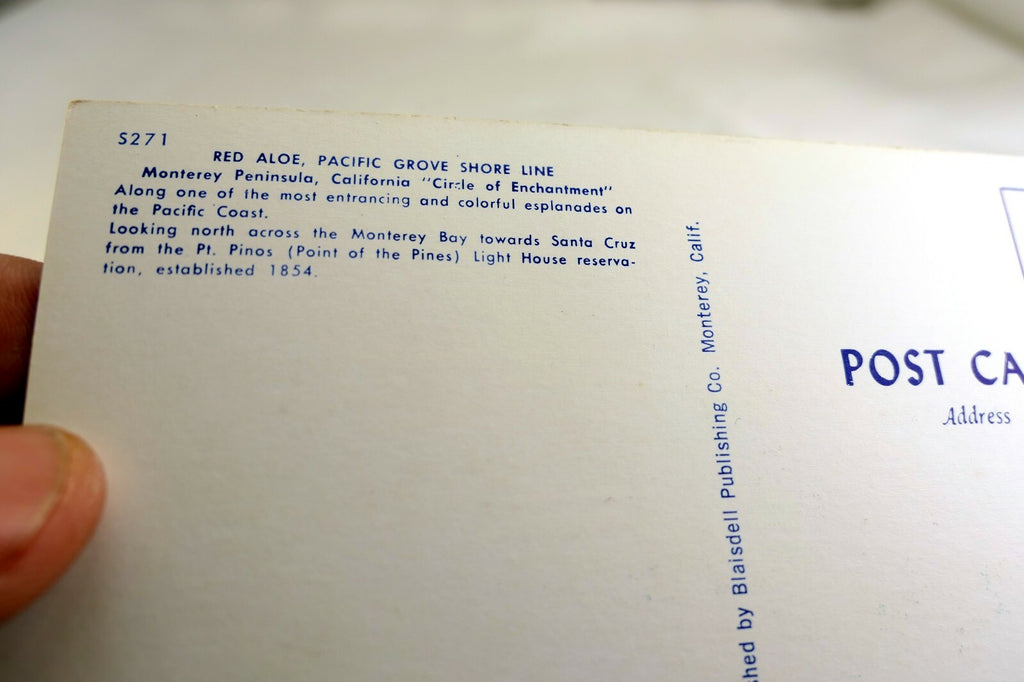 S271
RED ALOE, PACIFIC GROVE SHORE LINE
Monterey Peninsula, California "Circle of Enchantment"
Along one of the most entrancing and colorful esplanades on
the Pacific Coast.
Looking north across the Monterey Bay towards Santa Cruz
from the Pt. Pinos (Point of the Pines) Light House reserva-
tion, established 1854.
shed by Blaisdell Publishing Co. Monterey, Calif.
POST CA
Address